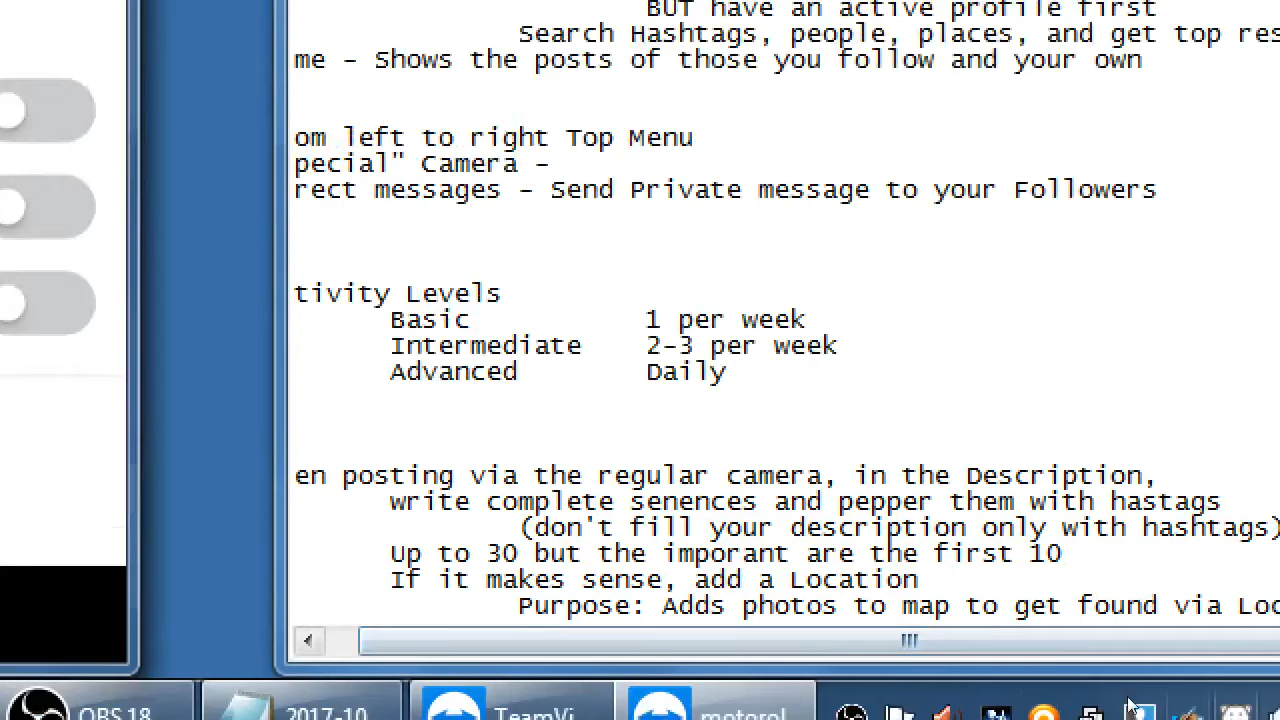 BUT have an active profile first
Search Hashtags, people, places, and get top res
me - Shows the posts of those you follow and your own
om left to right Top Menu
pecial" Camera -
rect messages - Send Private message to your Followers
tivity Levels
Basic 1 per week
Intermediate 2-3 per week
Advanced Daily
en posting via the regular camera, in the Description,
write complete senences and pepper them with hastags
(don't fill your description only with hashtags)
Up to 30 but the imporant are the first 10
If it makes sense, add a Location
Purpose: Adds photos to map to get found via Loc
OBS 18 2017-10 TeamVi motorol